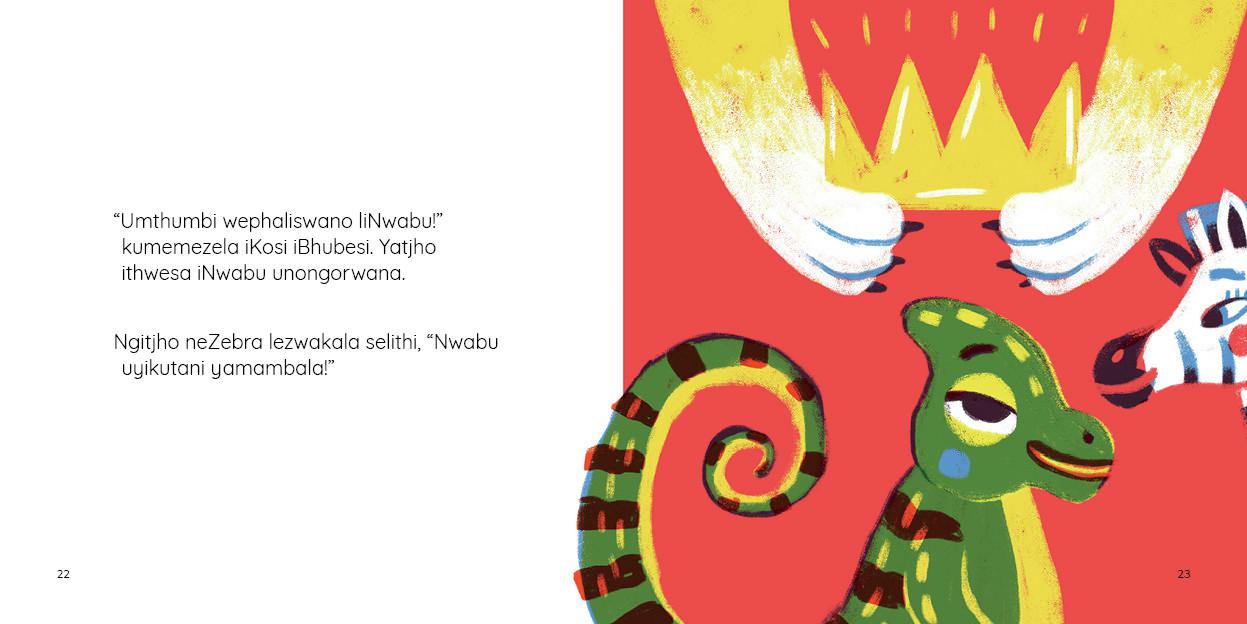 “Umthumbi wephaliswano liNwabu!”
kumemezela iKosi iBhubesi. Yatjho
ithwesa iNwabu unongorwana.
Ngitjho neZebra lezwakala selithi, “Nwabu
uyikutani yamambala!”
22
23